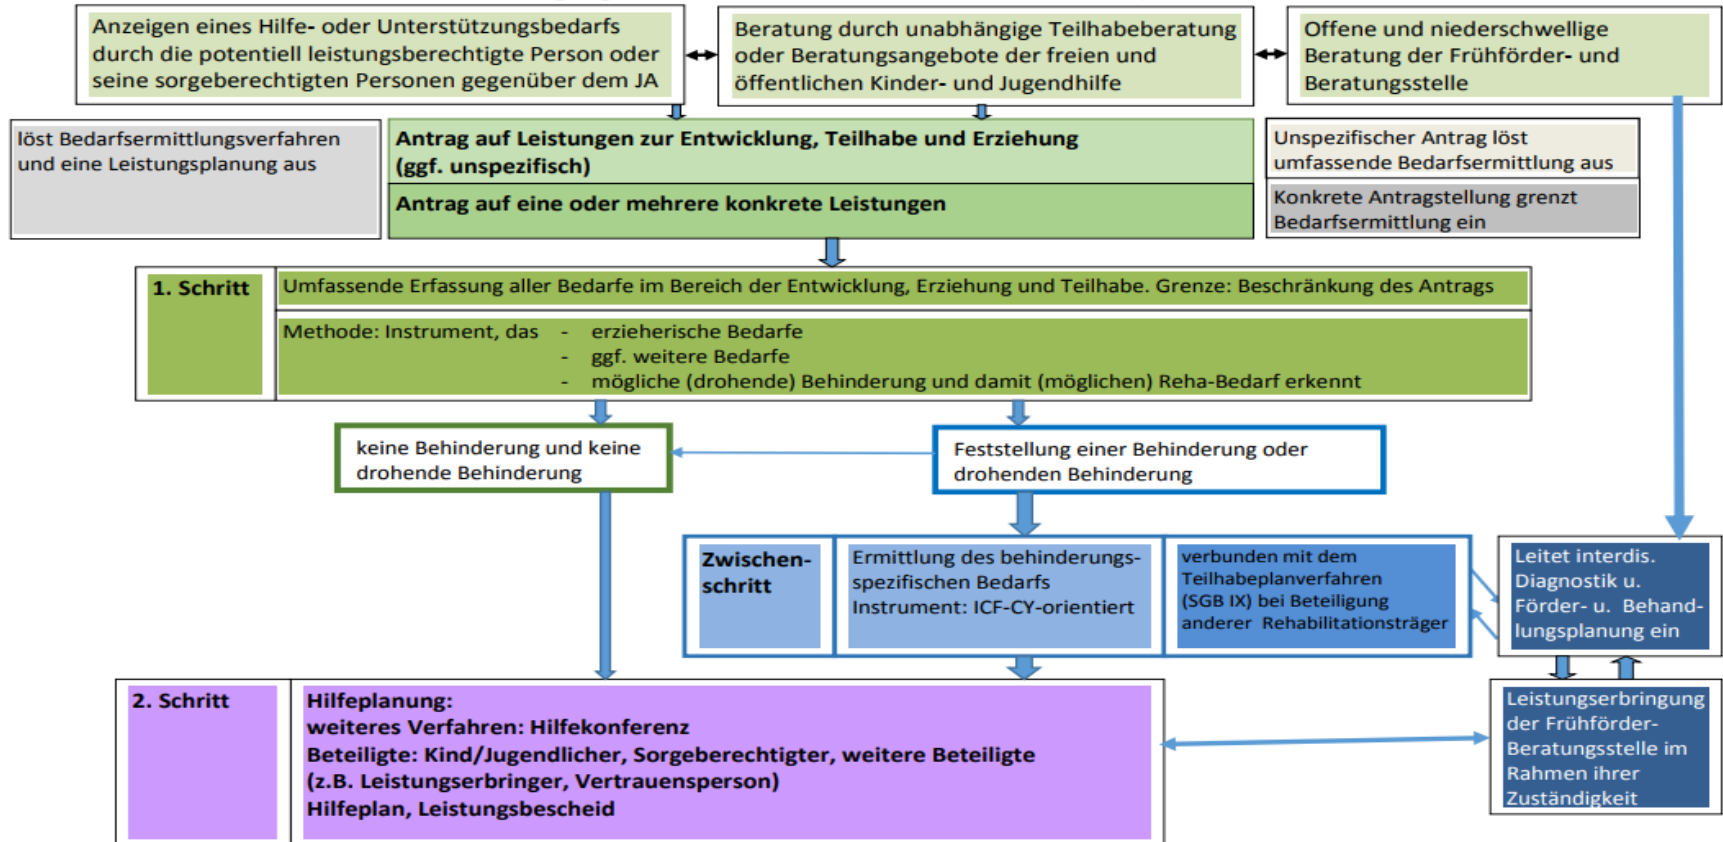 Anzeigen eines Hilfe- oder Unterstützungsbedarfs
durch die potentiell leistungsberechtigte Person oder
seine sorgeberechtigten Personen gegenüber dem JA
Beratung durch unabhängige Teilhabeberatung
oder Beratungsangebote der freien und
öffentlichen Kinder- und Jugendhilfe
Offene und niederschwellige
Beratung der Frühförder- und
Beratungsstelle
löst Bedarfsermittlungsverfahren
und eine Leistungsplanung aus
Antrag auf Leistungen zur Entwicklung, Teilhabe und Erziehung
(ggf. unspezifisch)
Antrag auf eine oder mehrere konkrete Leistungen
Unspezifischer Antrag löst
umfassende Bedarfsermittlung aus
Konkrete Antragstellung grenzt
Bedarfsermittlung ein
1. Schritt
Umfassende Erfassung aller Bedarfe im Bereich der Entwicklung, Erziehung und Teilhabe. Grenze: Beschränkung des Antrags
Methode: Instrument, das - erzieherische Bedarfe
- ggf. weitere Bedarfe
- mögliche (drohende) Behinderung und damit (möglichen) Reha-Bedarf erkennt
keine Behinderung und keine
drohende Behinderung
Feststellung einer Behinderung oder
drohenden Behinderung
Zwischen-
schritt
Ermittlung des behinderungs-
spezifischen Bedarfs
Instrument: ICF-CY-orientiert
verbunden mit dem
Teilhabeplanverfahren
(SGB IX) bei Beteiligung
anderer Rehabilitationsträger
Leitet interdis.
Diagnostik u.
Förder- u. Behand-
lungsplanung ein
2. Schritt
Hilfeplanung:
weiteres Verfahren: Hilfekonferenz
Beteiligte: Kind/Jugendlicher, Sorgeberechtigter, weitere Beteiligte
(z.B. Leistungserbringer, Vertrauensperson)
Hilfeplan, Leistungsbescheid
Leistungserbringung
der Frühförder-
Beratungsstelle im
Rahmen ihrer
Zuständigkeit